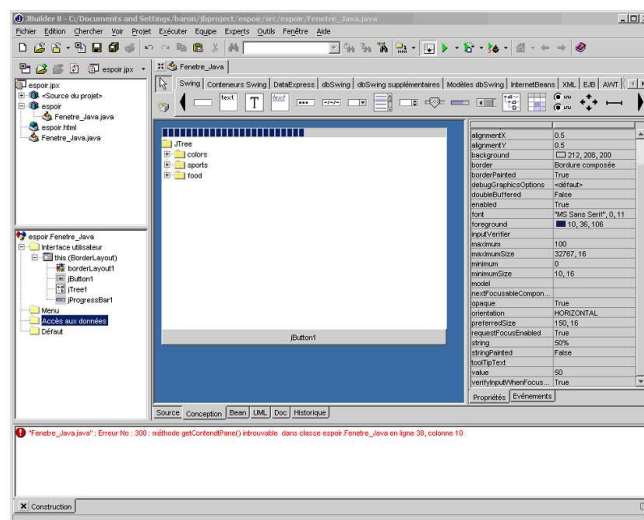 JBuilder 8 - C:/Documents and Settings/baron/jbproject/espoir/src/espoir/Fenetre_Java.java
Fichier Edition Chercher Voir Projet Exécuter Equipe Experts Outils Fenêtre Aide
espoir.jpx
Fenetre_Java
espoir.jpx
<Source du projet>
espoir
Fenetre_Java.java
espoir.html
Fenetre_Java.java
Swing Conteneurs Swing DataExpress dbSwing dbSwing supplémentaires Modèles dbSwing InternetBeans XML EJB AWT
text T text
JTree
colors
sports
food
jButton1
espoir.Fenetre_Java
Interface utilisateur
this (BorderLayout)
borderLayout1
jButton1
jTree1
jProgressBar1
Menu
Accès aux données
Défaut
alignmentX 0.5
alignmentY 0.5
background 212, 208, 200
border Bordure composée
borderPainted True
debugGraphicsOptions <défaut>
doubleBuffered False
enabled True
font "MS Sans Serif", 0, 11
foreground 10, 36, 106
inputVerifier
maximum 100
maximumSize 32767, 16
minimum 0
minimumSize 10, 16
model
nextFocusableCompon...
opaque True
orientation HORIZONTAL
preferredSize 150, 16
requestFocusEnabled True
string 50%
stringPainted False
toolTipText
value 50
verifyInputWhenFocus... True
Propriétés Evénements
Source Conception Bean UML Doc Historique
"Fenetre_Java.java" : Erreur No : 300 : méthode getContendtPane() introuvable dans classe espoir.Fenetre_Java en ligne 39, colonne 10
Construction